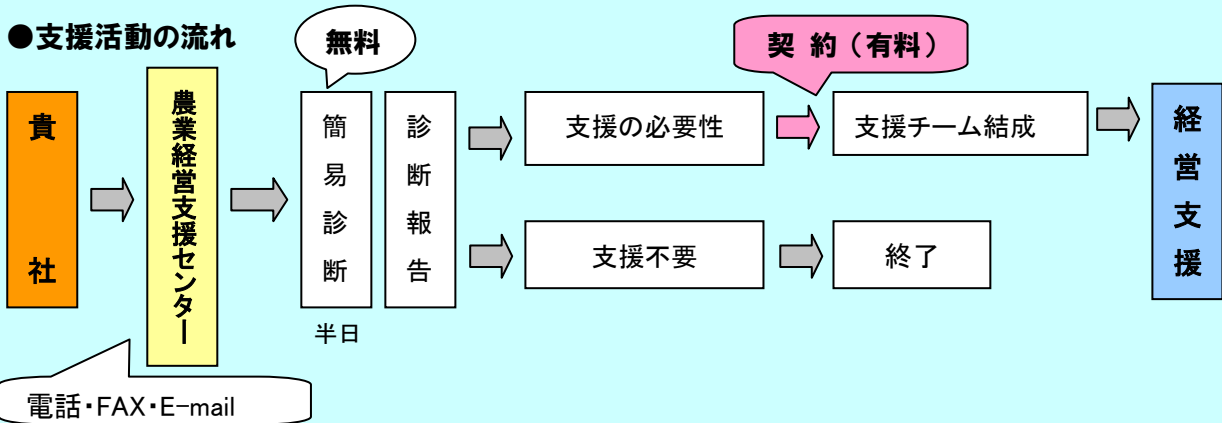 ●支援活動の流れ
無料
契 約（有料）
貴社
農業経営支援センター
簡易診断
診断報告
支援の必要性
支援チーム結成
経営支援
支援不要
終了
半日
電話・FAX・E-mail